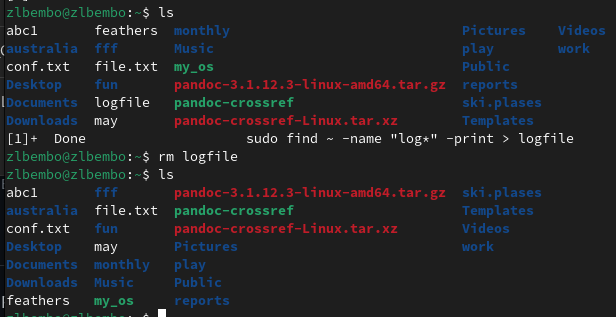 zlbembo@zlbembo:~$ ls
abc1 feathers monthly Pictures Videos
australia fff Music play work
conf.txt file.txt my_os Public
Desktop fun pandoc-3.1.12.3-linux-amd64.tar.gz reports
Documents logfile pandoc-crossref ski.plases
Downloads may pandoc-crossref-Linux.tar.xz Templates
[1]+ Done sudo find ~ -name "log*" -print > logfile
zlbembo@zlbembo:~$ rm logfile
zlbembo@zlbembo:~$ ls
abc1 fff pandoc-3.1.12.3-linux-amd64.tar.gz ski.plases
australia file.txt pandoc-crossref Templates
conf.txt fun pandoc-crossref-Linux.tar.xz Videos
Desktop may Pictures work
Documents monthly play
Downloads Music Public
feathers my_os reports
zlbembo@zlbembo:~$